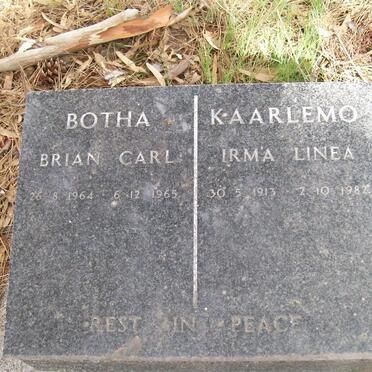 BOTHA
BRIAN CARL
26·8·1964 - 6·12·1965
KAARLEMO
IRMA LINEA
30·5·1913 - 2·10·1982
REST IN PEACE